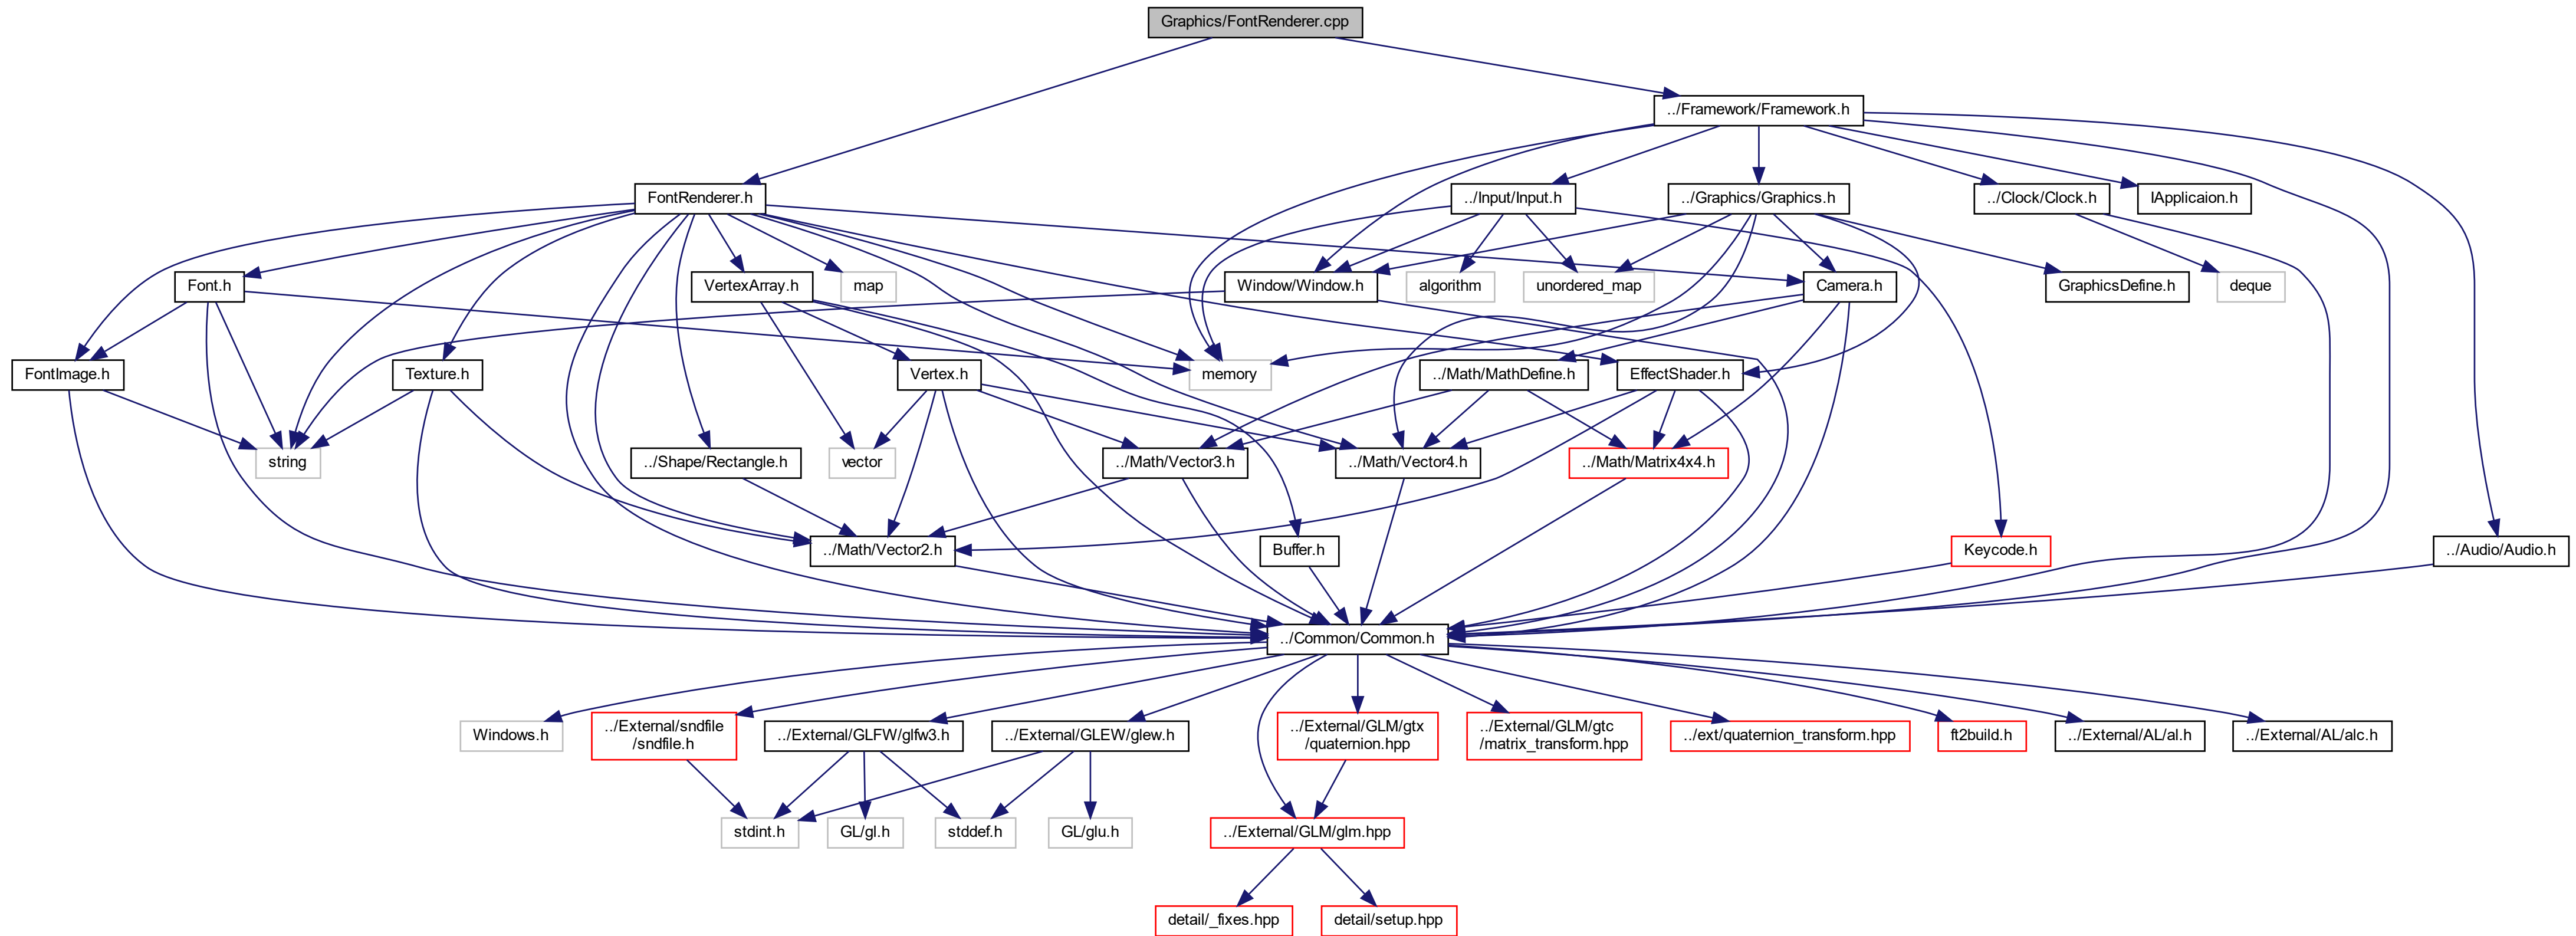 Graphics/FontRenderer.cpp
../Framework/Framework.h
FontRenderer.h
../Input/Input.h
../Graphics/Graphics.h
../Clock/Clock.h
IApplicaion.h
Font.h
VertexArray.h
map
Window/Window.h
algorithm
unordered_map
Camera.h
GraphicsDefine.h
deque
FontImage.h
Texture.h
Vertex.h
memory
../Math/MathDefine.h
EffectShader.h
string
../Shape/Rectangle.h
vector
../Math/Vector3.h
../Math/Vector4.h
../Math/Matrix4x4.h
../Math/Vector2.h
Buffer.h
Keycode.h
../Audio/Audio.h
../Common/Common.h
Windows.h
../External/sndfile
/sndfile.h
../External/GLFW/glfw3.h
../External/GLEW/glew.h
../External/GLM/gtx
/quaternion.hpp
../External/GLM/gtc
/matrix_transform.hpp
../ext/quaternion_transform.hpp
ft2build.h
../External/AL/al.h
../External/AL/alc.h
stdint.h
GL/gl.h
stddef.h
GL/glu.h
../External/GLM/glm.hpp
detail/_fixes.hpp
detail/setup.hpp